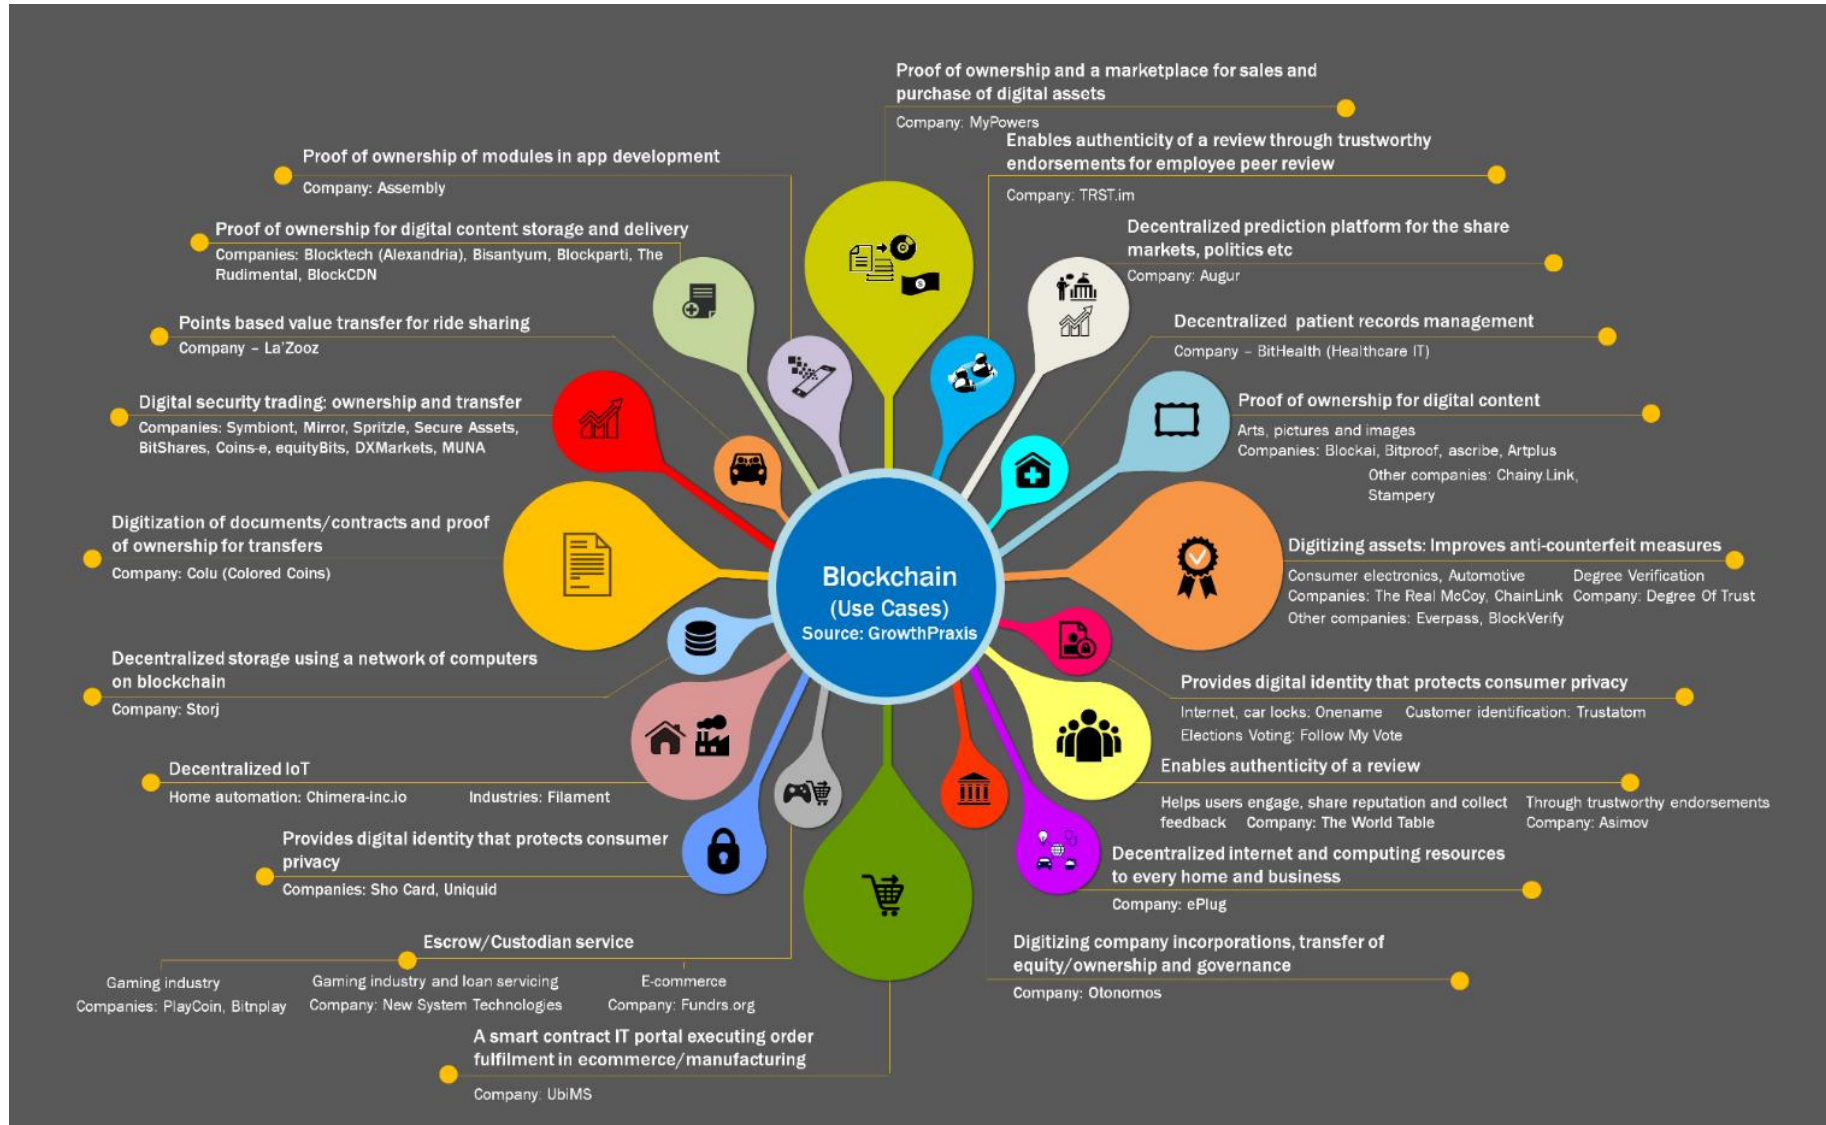 Proof of ownership and a marketplace for sales and
purchase of digital assets
Company: MyPowers
Enables authenticity of a review through trustworthy
endorsements for employee peer review
Company: TRST.im
Decentralized prediction platform for the share
markets, politics etc
Company: Augur
Decentralized patient records management
Company – BitHealth (Healthcare IT)
Proof of ownership for digital content
Arts, pictures and images
Companies: Blockai, Bitproof, ascribe, Artplus
Other companies: Chainy.Link,
Stampery
Digitizing assets: Improves anti-counterfeit measures
Consumer electronics, Automotive
Companies: The Real McCoy, ChainLink
Degree Verification
Company: Degree Of Trust
Other companies: Everpass, BlockVerify
Provides digital identity that protects consumer privacy
Internet, car locks: Onename
Customer identification: Trustatom
Elections Voting: Follow My Vote
Enables authenticity of a review
Helps users engage, share reputation and collect
feedback Company: The World Table
Through trustworthy endorsements
Company: Asimov
Decentralized internet and computing resources
to every home and business
Company: ePlug
Digitizing company incorporations, transfer of
equity/ownership and governance
Company: Otonomos
Proof of ownership of modules in app development
Company: Assembly
Proof of ownership for digital content storage and delivery
Companies: Blocktech (Alexandria), Bisantyum, Blockparti, The
Rudimental, BlockCDN
Points based value transfer for ride sharing
Company – La'Zooz
Digital security trading: ownership and transfer
Companies: Symbiont, Mirror, Spritzle, Secure Assets,
BitShares, Coins-e, equityBits, DXMarkets, MUNA
Digitization of documents/contracts and proof
of ownership for transfers
Company: Colu (Colored Coins)
Decentralized storage using a network of computers
on blockchain
Company: Storj
Decentralized IoT
Home automation: Chimera-inc.io
Industries: Filament
Provides digital identity that protects consumer
privacy
Companies: Sho Card, Uniquid
Escrow/Custodian service
Gaming industry
Companies: PlayCoin, Bitnplay
Gaming industry and loan servicing
Company: New System Technologies
E-commerce
Company: Fundrs.org
A smart contract IT portal executing order
fulfilment in ecommerce/manufacturing
Company: UbiMS
Blockchain
(Use Cases)
Source: GrowthPraxis